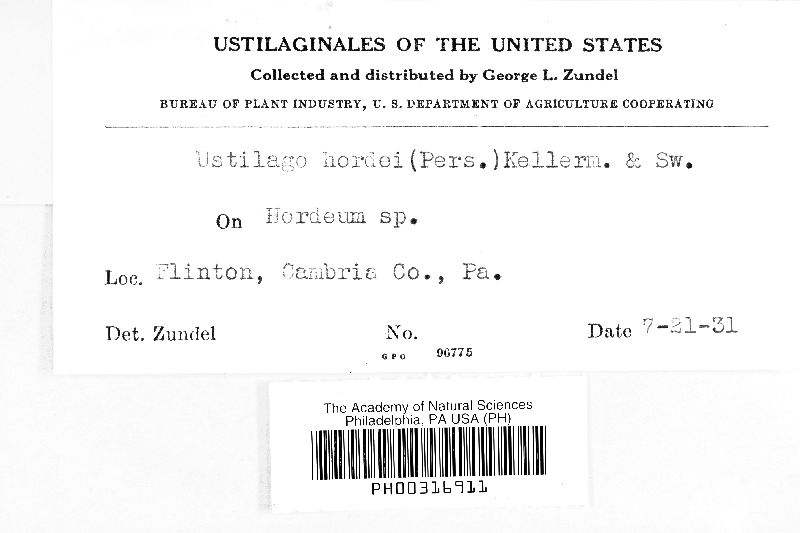 USTILAGINALES OF THE UNITED STATES
Collected and distributed by George L. Zundel
BUREAU OF PLANT INDUSTRY, U. S. DEPARTMENT OF AGRICULTURE COOPERATING
Ustilago hordei(Pers.)Kellerm. & Sw.
On Hordeum sp.
Loc. Flinton, Cambria Co., Pa.
Det. Zundel No. Date 7-21-31
GPO 96775
The Academy of Natural Sciences
Philadelphia, PA USA (PH)
PH00316911